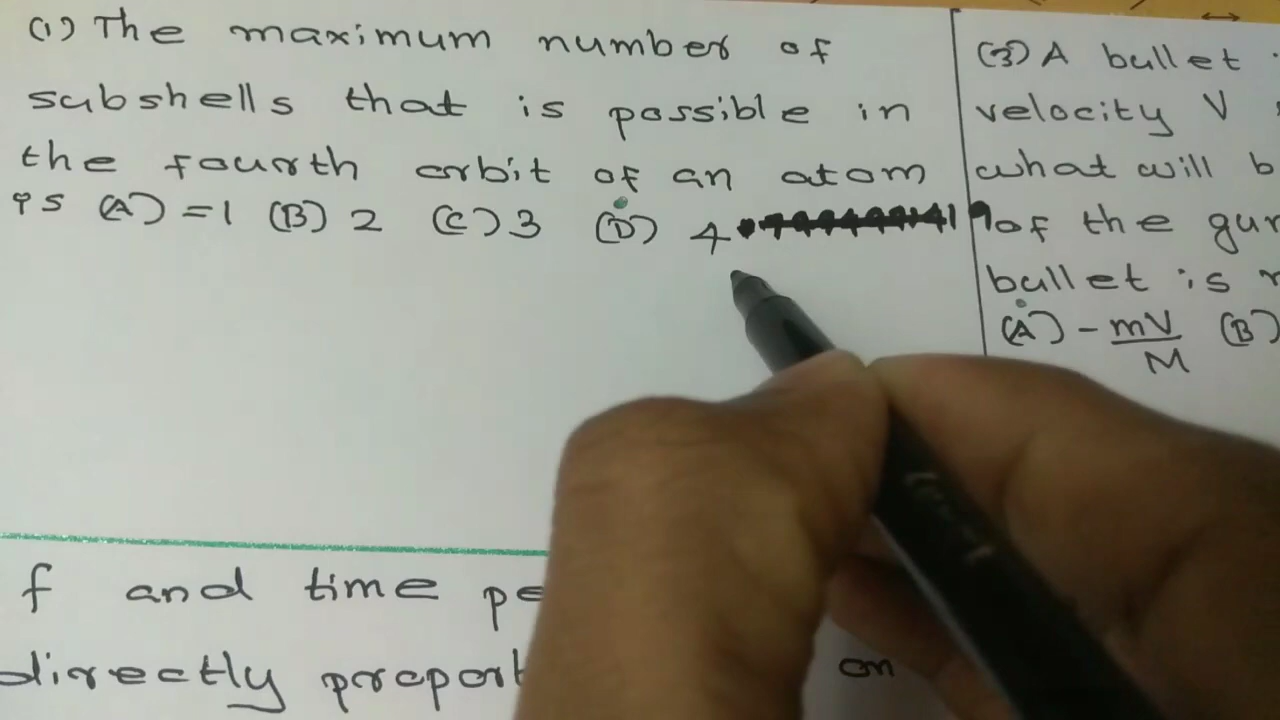 (1) The maximum number of
subshells that is possible in
the fourth orbit of an atom
is (A) = 1 (B) 2 (C) 3 (D) 4
(3) A bullet
velocity V
what will b
of the gun
bullet is
(A) - mV (B)
M
f and time pe
directly proport on